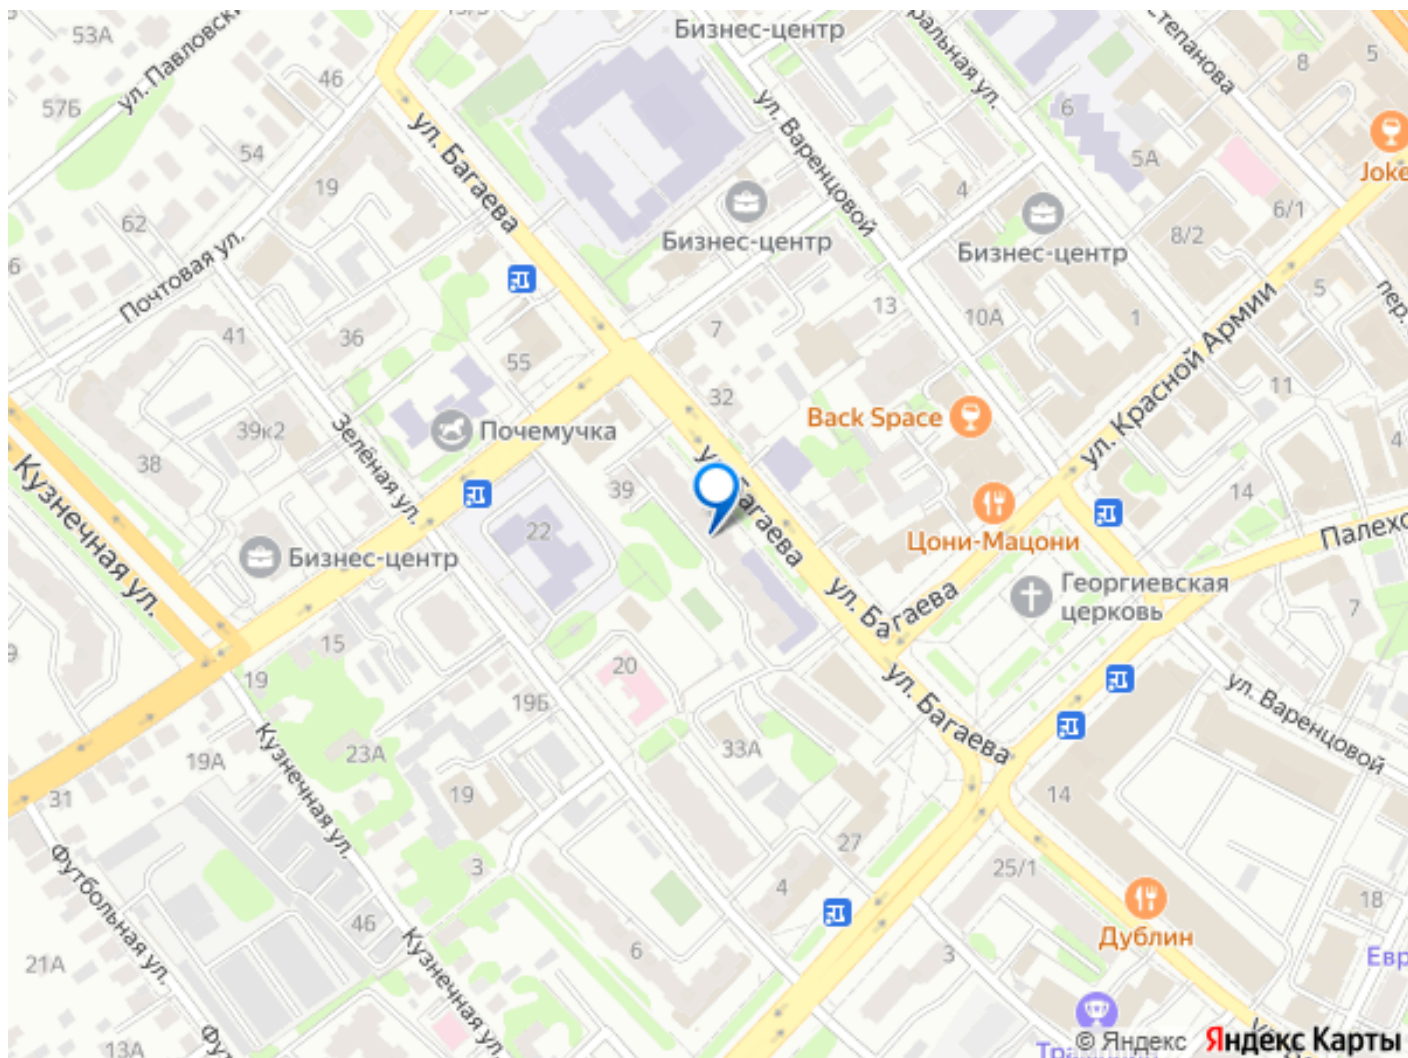 53А
ул. Павловски
Бизнес-центр
ул.
Степанова
8
5
57Б
46
ул. Багаева
ул. Варенцовой
6
5А
Joke
54
19
4
6/1
62
Бизнес-центр
Бизнес-центр
8/2
6
Почтовая ул.
13
5
пер.
41
36
7
10А
1
ул. Красной Армии
55
11
32
Back Space
39к2
Почемучка
4
38
Зелёная ул.
39
14
Кузнечная ул.
22
ул. Багаева
Цони-Мацони
Палехс
Бизнес-центр
Георгиевская
церковь
7
15
9
20
19
19Б
ул. Багаева
ул. Варенцовой
33А
23А
19А
Кузнечная ул.
31
19
14
27
Футбольная ул.
3
25/1
4
18
46
Дублин
21А
Кузнечная ул.
6
3
Евр
13А
© Яндекс
Яндекс Карты